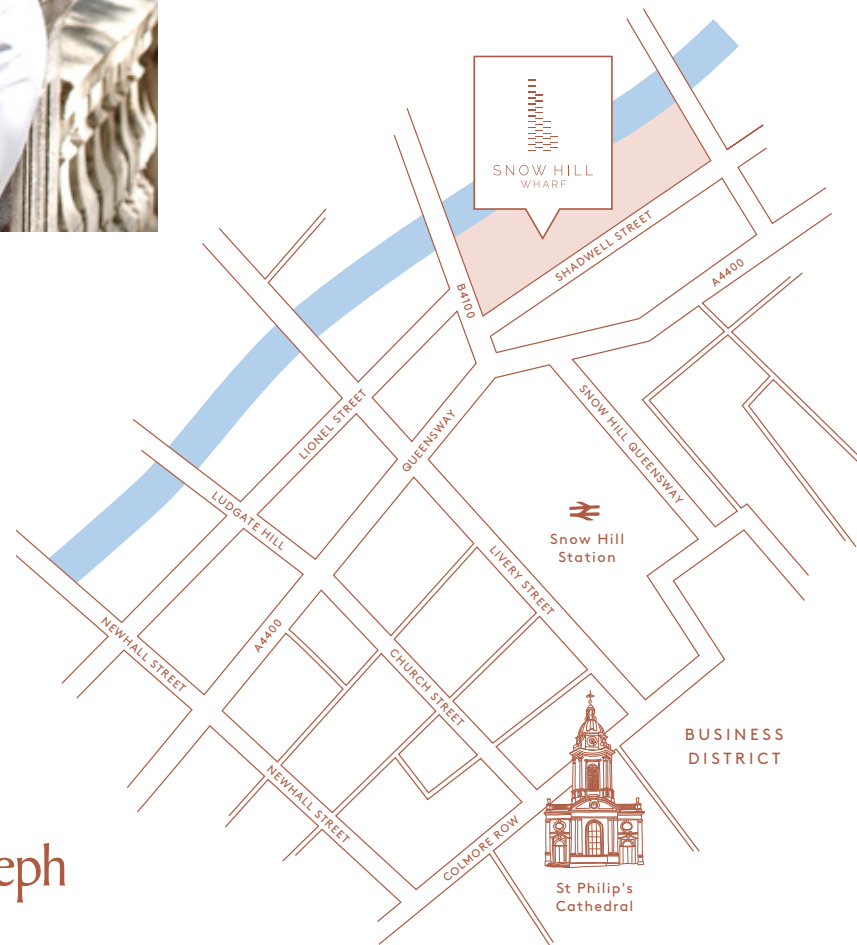 SNOW HILL
WHARF
SHADWELL STREET
A4400
B4100
LIONEL STREET
QUEENSWAY
SNOW HILL QUEENSWAY
LUDGATE HILL
Snow Hill
Station
LIVERY STREET
NEWHALL STREET
A4400
CHURCH STREET
BUSINESS
DISTRICT
NEWHALL STREET
COLMORE ROW
eph
St Philip's
Cathedral